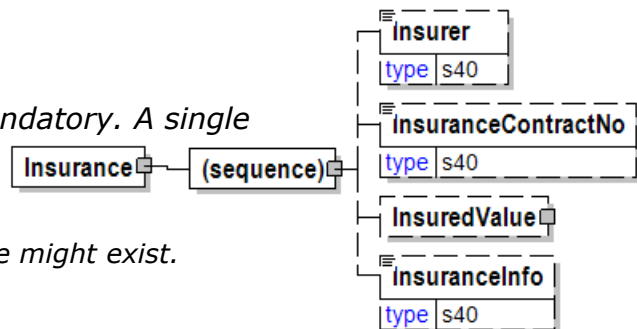 Insurer
type s40
ndatory. A single
InsuranceContractNo
Insurance
(sequence)
type s40
InsuredValue
e might exist.
InsuranceInfo
type s40